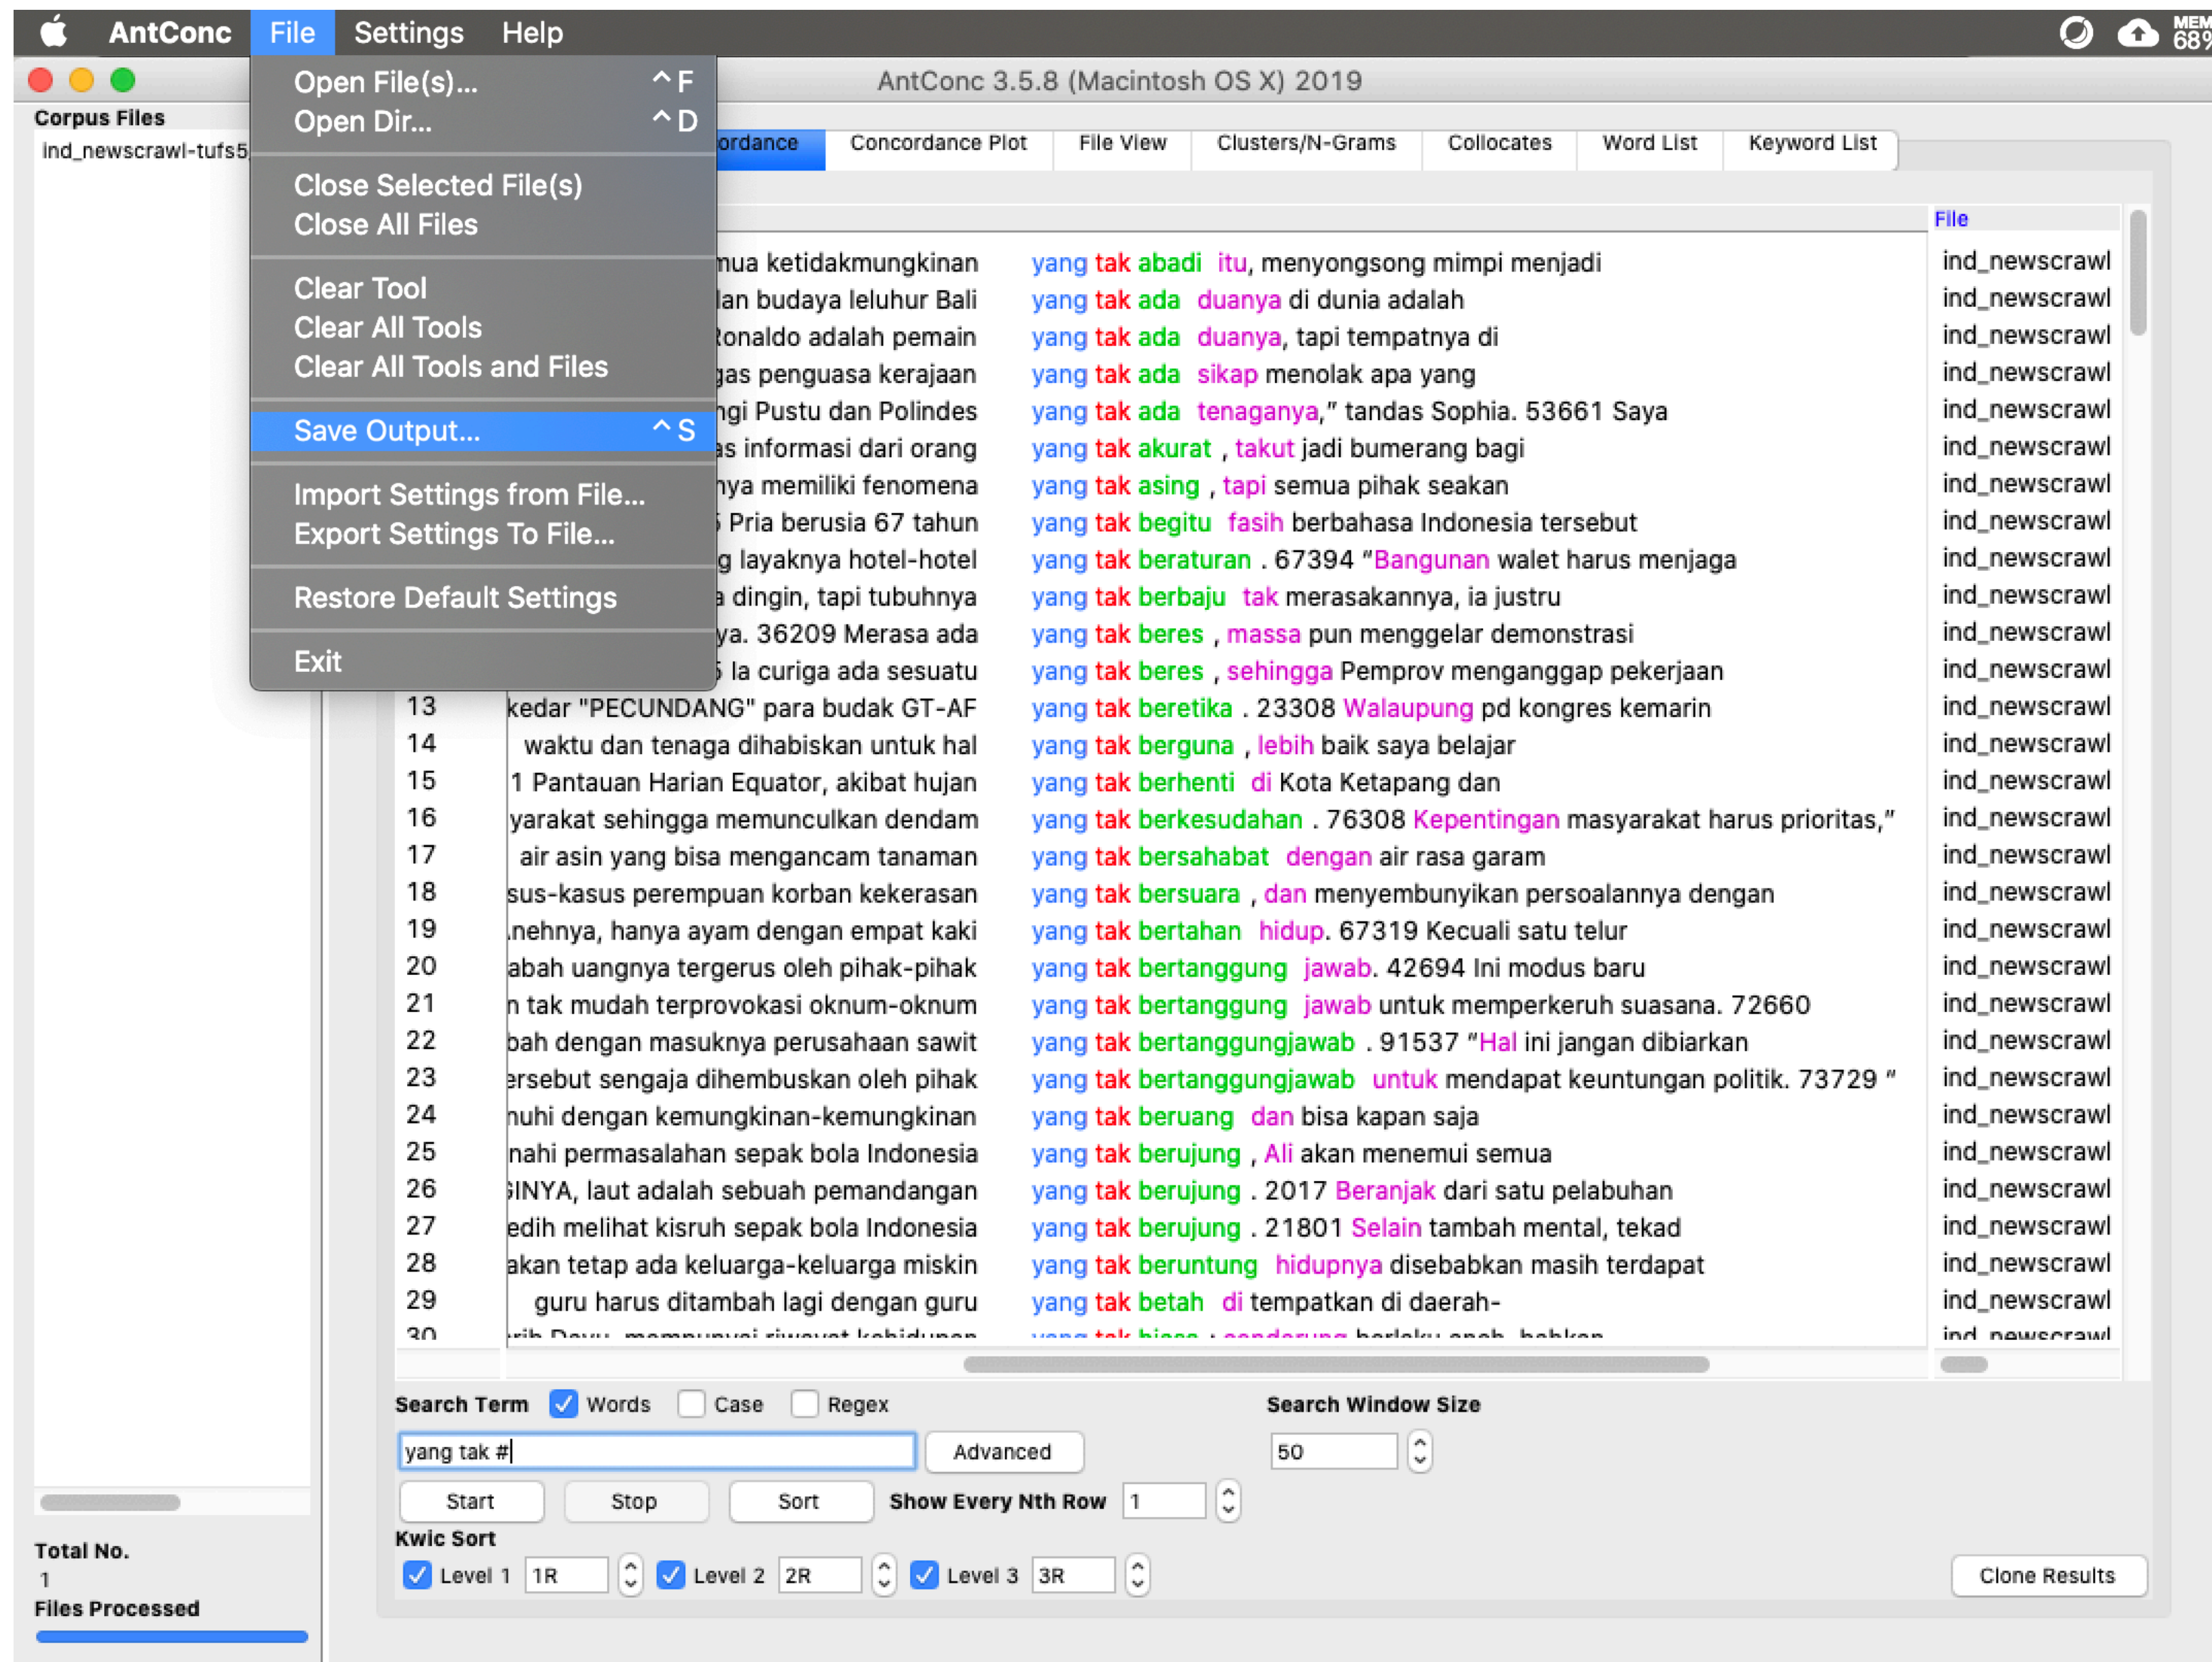 AntConc File Settings Help MEM 68%
AntConc 3.5.8 (Macintosh OS X) 2019
Open File(s)... ^F
Open Dir... ^D
Close Selected File(s)
Close All Files
Clear Tool
Clear All Tools
Clear All Tools and Files
Save Output... ^S
Import Settings from File...
Export Settings To File...
Restore Default Settings
Exit
Corpus Files
ind_newscrawl-tufs5
Concordance Plot File View Clusters/N-Grams Collocates Word List Keyword List
File
ketidakmungkinan yang tak abadi itu, menyongsong mimpi menjadi ind_newscrawl
budaya leluhur Bali yang tak ada duanya di dunia adalah ind_newscrawl
adalah pemain yang tak ada duanya, tapi tempatnya di ind_newscrawl
penguasa kerajaan yang tak ada sikap menolak apa yang ind_newscrawl
Pustu dan Polindes yang tak ada tenaganya,” tandas Sophia. 53661 Saya ind_newscrawl
informasi dari orang yang tak akurat , takut jadi bumerang bagi ind_newscrawl
memiliki fenomena yang tak asing , tapi semua pihak seakan ind_newscrawl
Pria berusia 67 tahun yang tak begitu fasih berbahasa Indonesia tersebut ind_newscrawl
layaknya hotel-hotel yang tak beraturan . 67394 “Bangunan walet harus menjaga ind_newscrawl
dingin, tapi tubuhnya yang tak berbaju tak merasakannya, ia justru ind_newscrawl
ya. 36209 Merasa ada yang tak beres , massa pun menggelar demonstrasi ind_newscrawl
Ia curiga ada sesuatu yang tak beres , sehingga Pemprov menganggap pekerjaan ind_newscrawl
13 kedar "PECUNDANG" para budak GT-AF yang tak beretika . 23308 Walaupung pd kongres kemarin ind_newscrawl
14 waktu dan tenaga dihabiskan untuk hal yang tak berguna , lebih baik saya belajar ind_newscrawl
15 1 Pantauan Harian Equator, akibat hujan yang tak berhenti di Kota Ketapang dan ind_newscrawl
16 yarakat sehingga memunculkan dendam yang tak berkesudahan . 76308 Kepentingan masyarakat harus prioritas,” ind_newscrawl
17 air asin yang bisa mengancam tanaman yang tak bersahabat dengan air rasa garam ind_newscrawl
18 sus-kasus perempuan korban kekerasan yang tak bersuara , dan menyembunyikan persoalannya dengan ind_newscrawl
19 nehnya, hanya ayam dengan empat kaki yang tak bertahan hidup. 67319 Kecuali satu telur ind_newscrawl
20 abah uangnya tergerus oleh pihak-pihak yang tak bertanggung jawab. 42694 Ini modus baru ind_newscrawl
21 n tak mudah terprovokasi oknum-oknum yang tak bertanggung jawab untuk memperkeruh suasana. 72660 ind_newscrawl
22 bah dengan masuknya perusahaan sawit yang tak bertanggungjawab . 91537 “Hal ini jangan dibiarkan ind_newscrawl
23 ersebut sengaja dihembuskan oleh pihak yang tak bertanggungjawab untuk mendapat keuntungan politik. 73729 “ ind_newscrawl
24 nuhi dengan kemungkinan-kemungkinan yang tak beruang dan bisa kapan saja ind_newscrawl
25 nahi permasalahan sepak bola Indonesia yang tak berujung , Ali akan menemui semua ind_newscrawl
26 GINYA, laut adalah sebuah pemandangan yang tak berujung . 2017 Beranjak dari satu pelabuhan ind_newscrawl
27 edih melihat kisruh sepak bola Indonesia yang tak berujung . 21801 Selain tambah mental, tekad ind_newscrawl
28 akan tetap ada keluarga-keluarga miskin yang tak beruntung hidupnya disebabkan masih terdapat ind_newscrawl
29 guru harus ditambah lagi dengan guru yang tak betah di tempatkan di daerah- ind_newscrawl
30 yang tak ind_newscrawl
Search Term Words Case Regex Search Window Size
yang tak # Advanced 50
Start Stop Sort Show Every Nth Row 1
Kwic Sort
Level 1 1R Level 2 2R Level 3 3R Clone Results
Total No.
1
Files Processed